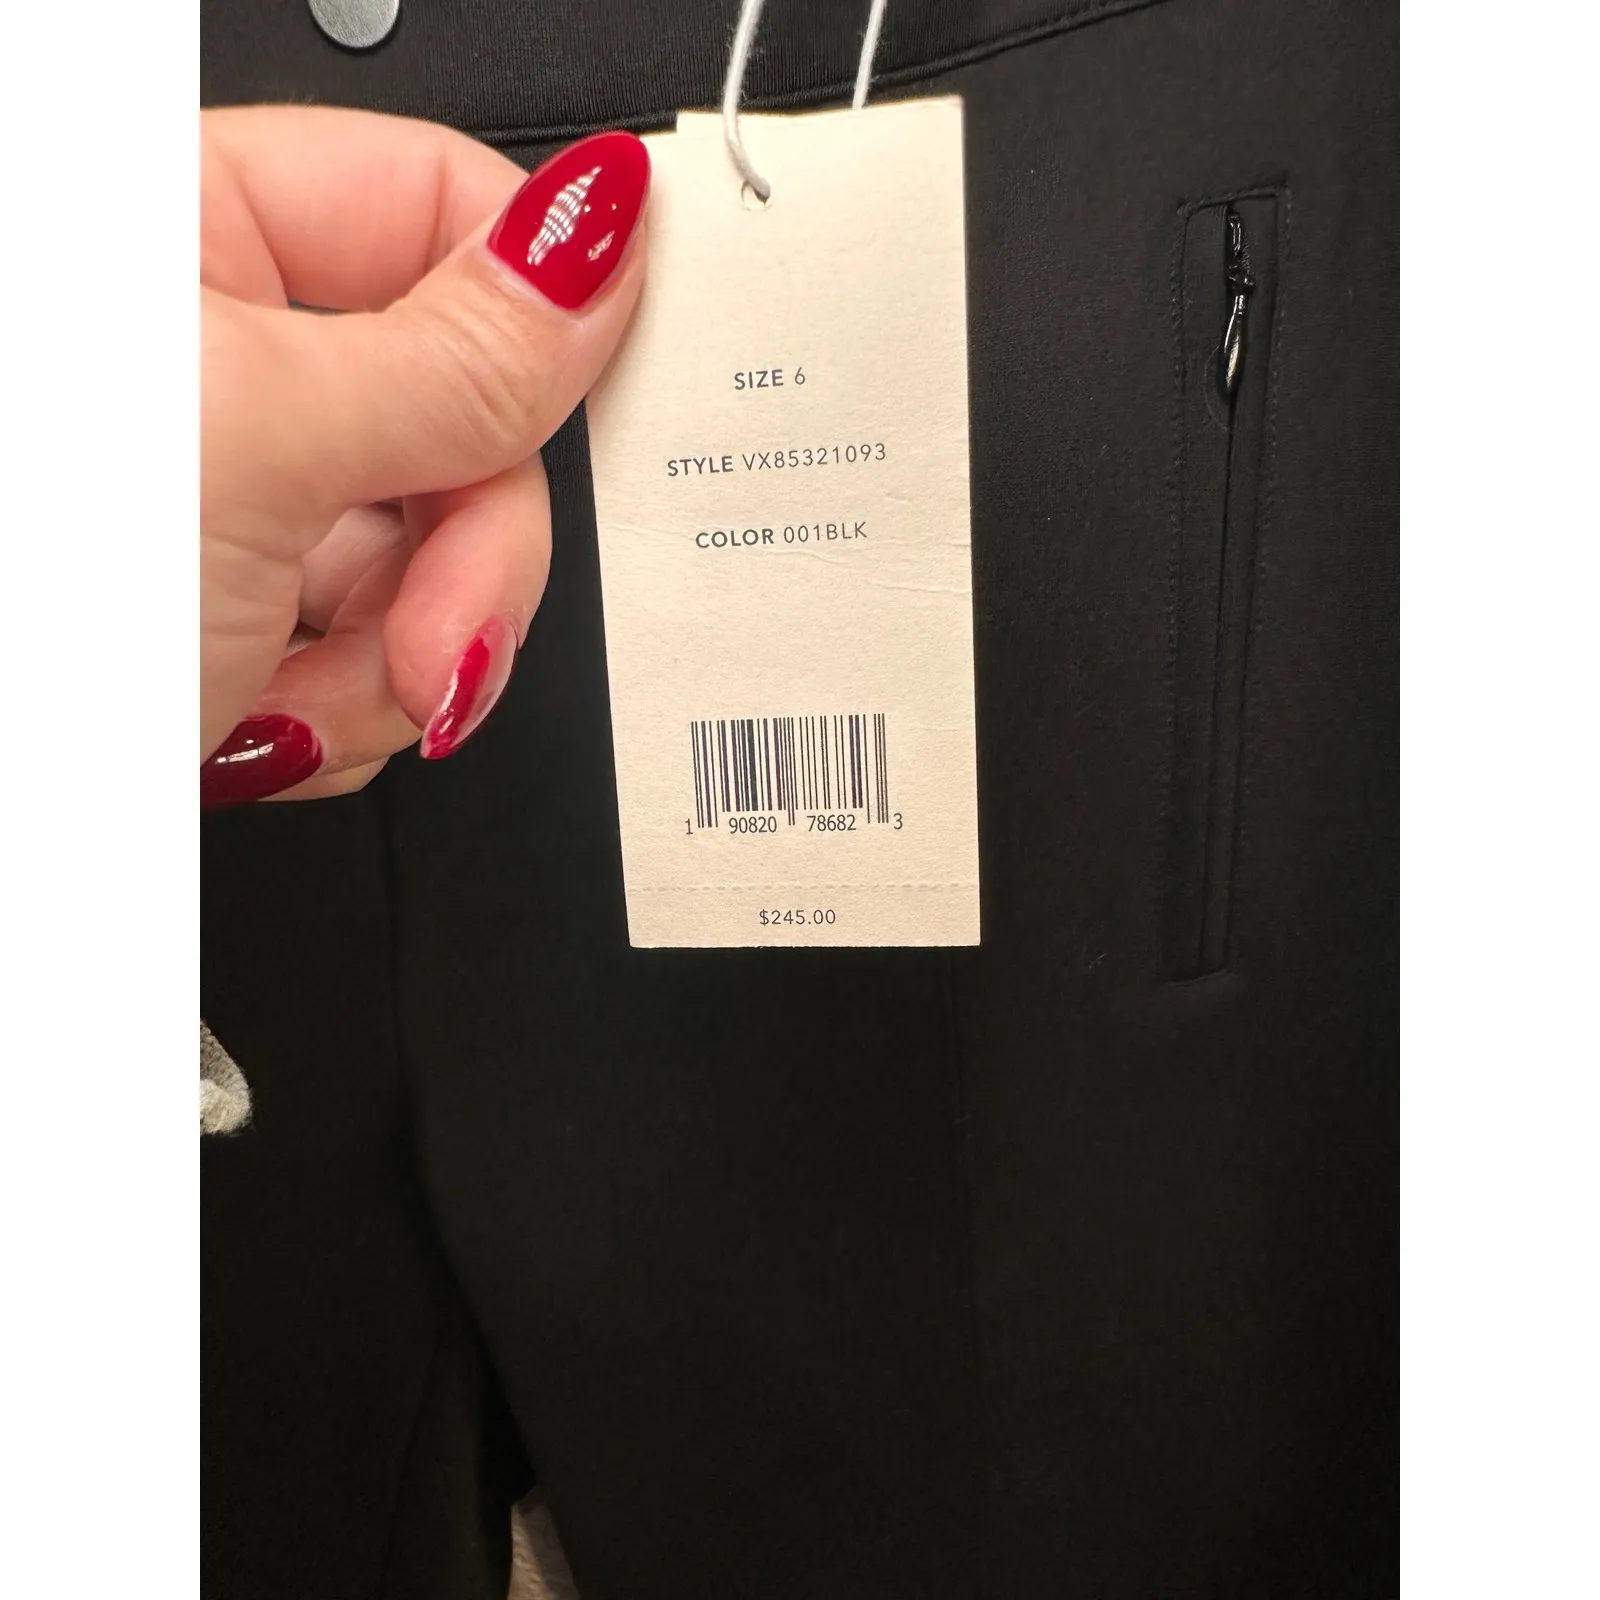 SIZE 6
STYLE VX85321093
COLOR 001BLK
1 90820 78682 3
$245.00